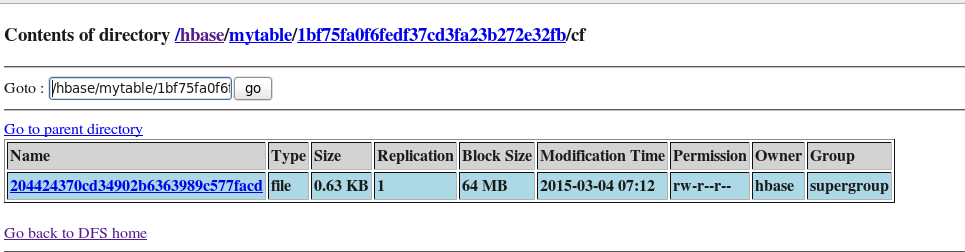 Contents of directory /hbase/mytable/1bf75fa0f6fedf37cd3fa23b272e32fb/cf
Goto : /hbase/mytable/1bf75fa0f6f go
Go to parent directory
Name Type Size Replication Block Size Modification Time Permission Owner Group
204424370cd34902b6363989c577facd file 0.63 KB 1 64 MB 2015-03-04 07:12 rw-r--r-- hbase supergroup
Go back to DFS home